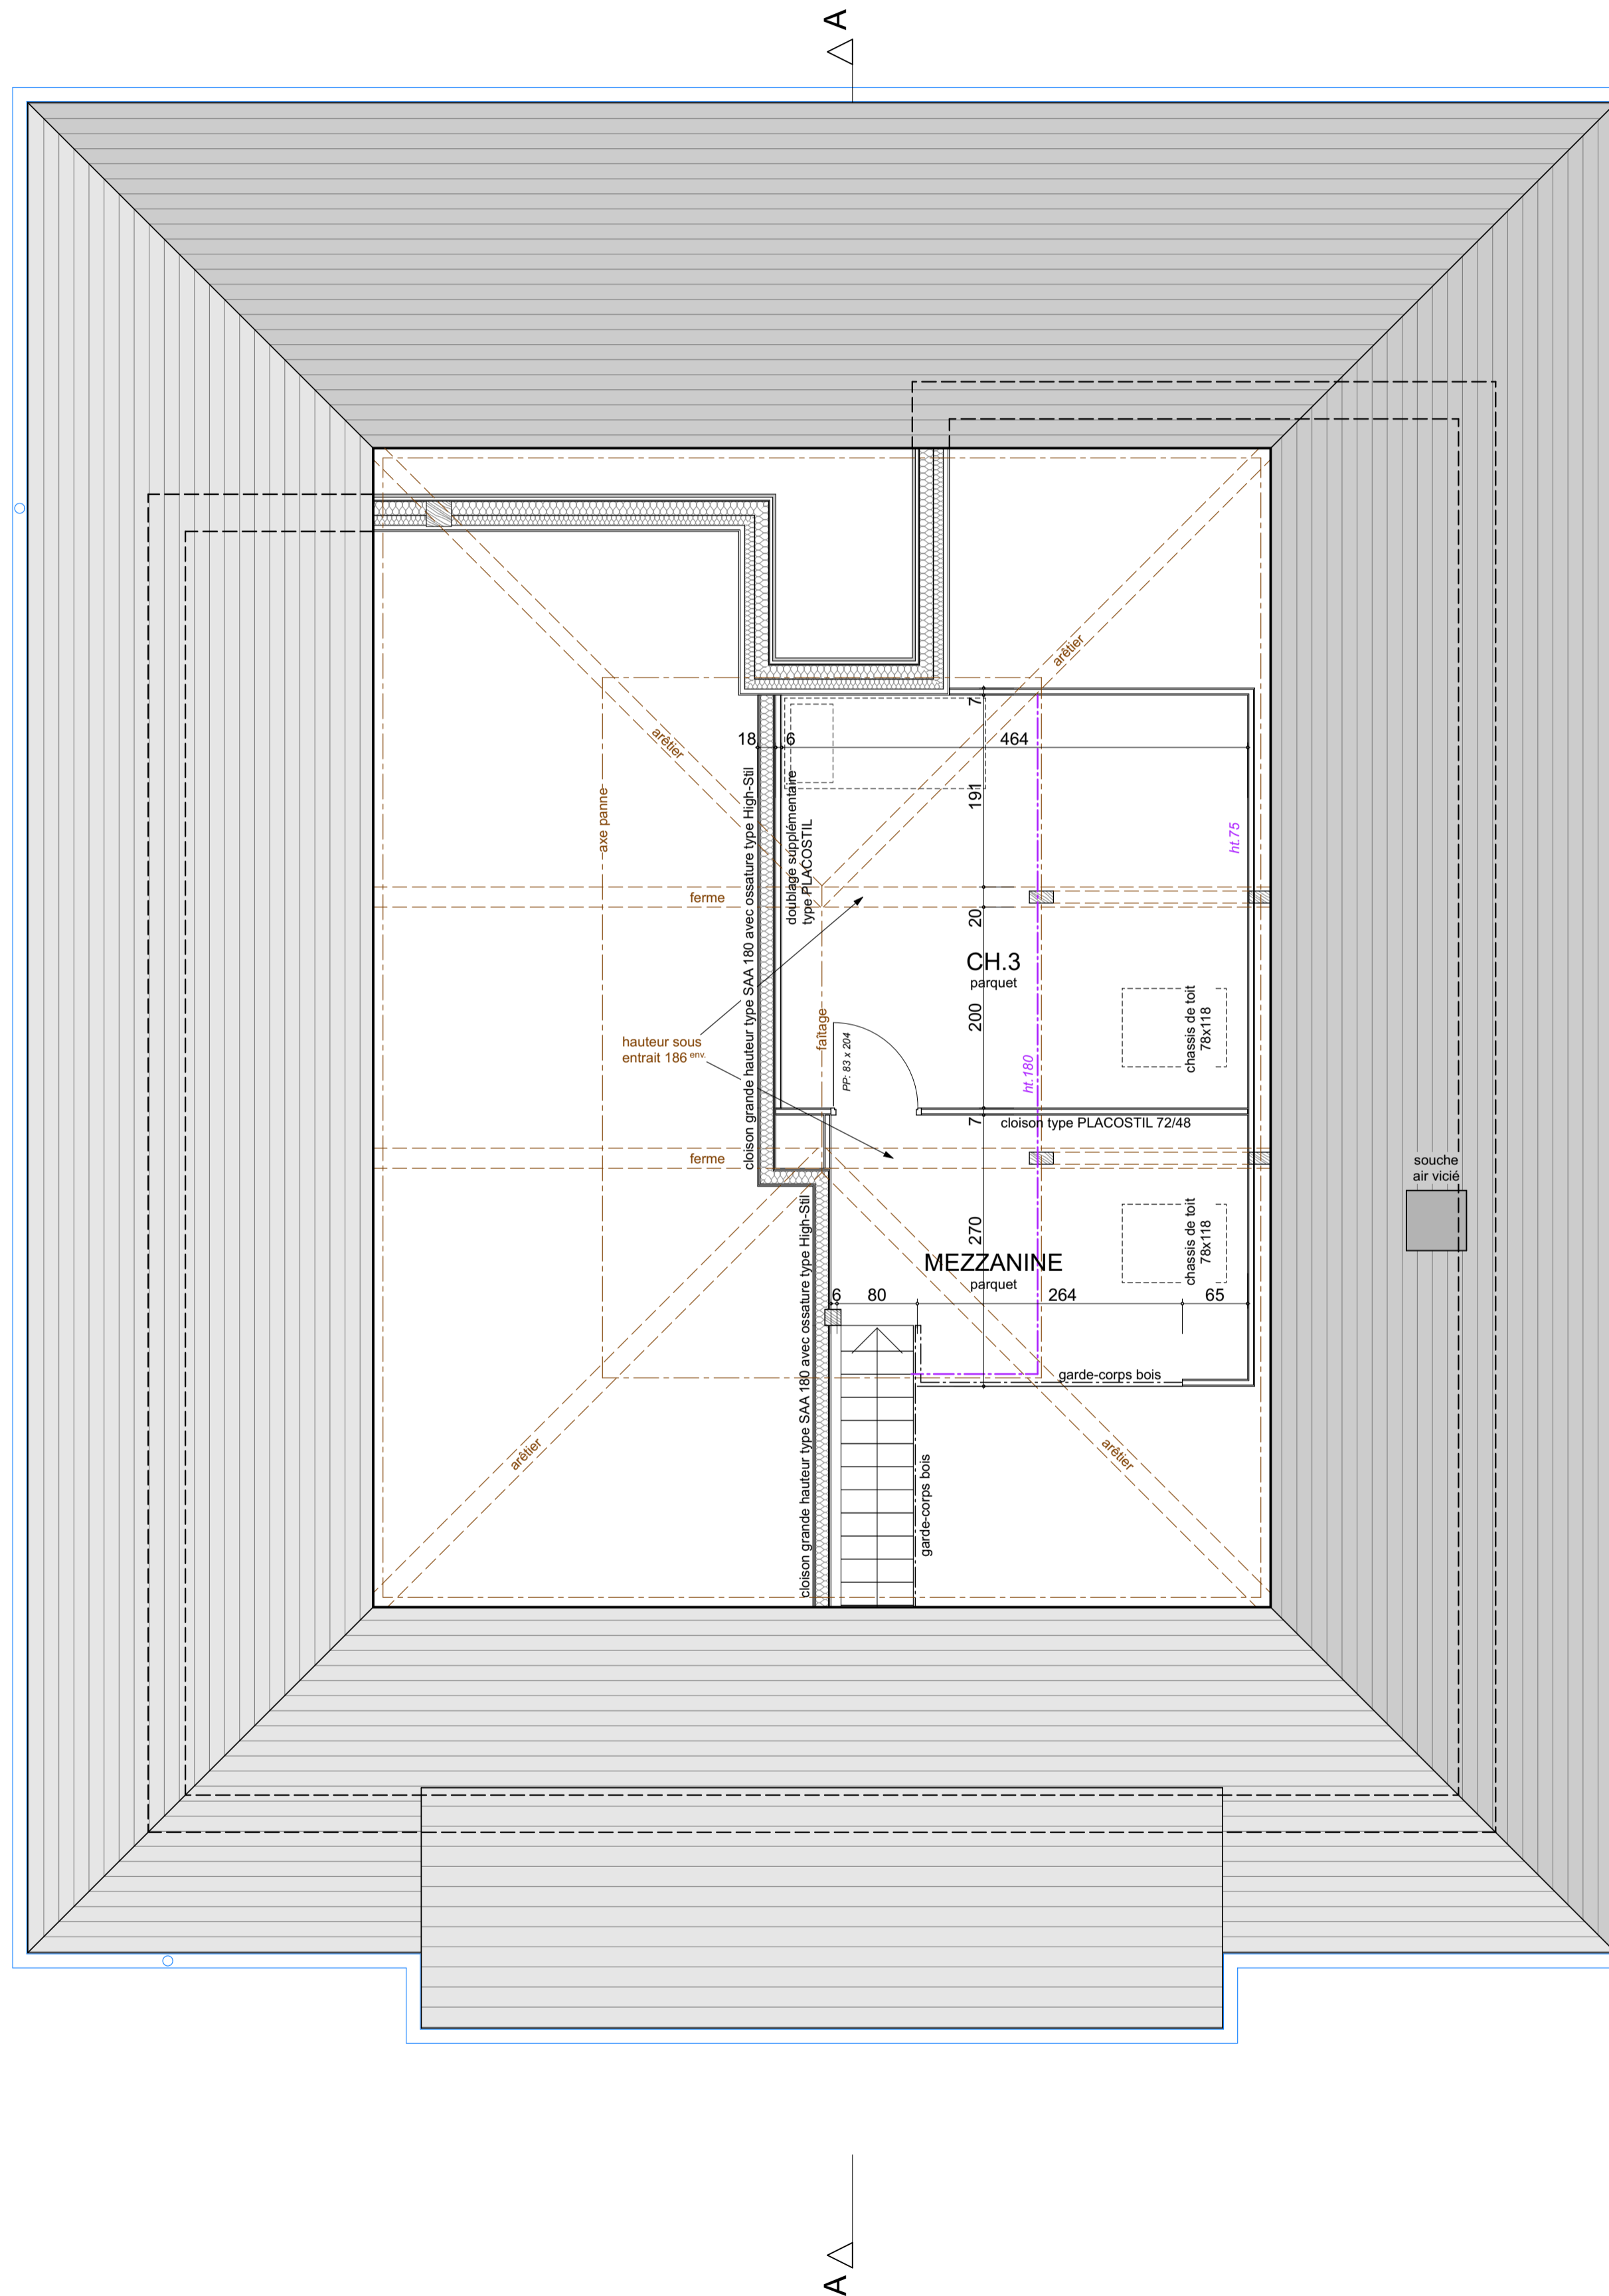 A
arêtier
7
18
6
464
arêtier
191
axe panne
cloison grande hauteur type SAA 180 avec ossature type High-Stil
doublage supplémentaire
type PLACOSTIL
ht.75
ferme
20
CH.3
parquet
200
chassis de toit
78x118
faîtage
hauteur sous
entrait 186 env.
PP: 83 x 204
ht.180
7
cloison type PLACOSTIL 72/48
ferme
souche
air vicié
270
chassis de toit
78x118
MEZZANINE
parquet
6
80
264
65
cloison grande hauteur type SAA 180 avec ossature type High-Stil
garde-corps bois
arêtier
arêtier
garde-corps bois
A